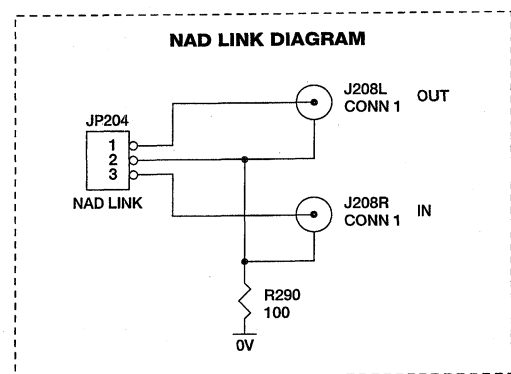 NAD LINK DIAGRAM
J208L
CONN 1
OUT
JP204
1
2
3
NAD LINK
J208R
CONN 1
IN
R290
100
0V